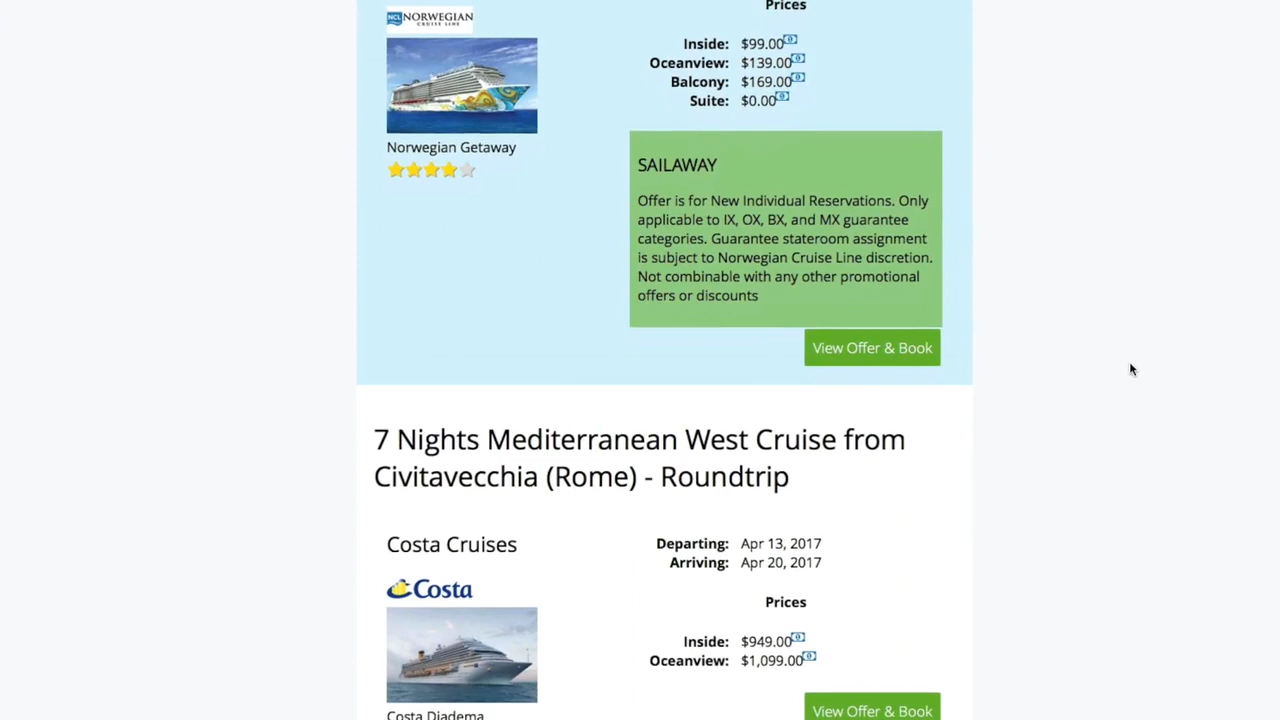 Prices
NCL NORWEGIAN
CRUISE LINE
Inside: $99.00
Oceanview: $139.00
Balcony: $169.00
Suite: $0.00
Norwegian Getaway
SAILAWAY
Offer is for New Individual Reservations. Only
applicable to IX, OX, BX, and MX guarantee
categories. Guarantee stateroom assignment
is subject to Norwegian Cruise Line discretion.
Not combinable with any other promotional
offers or discounts
View Offer & Book
7 Nights Mediterranean West Cruise from
Civitavecchia (Rome) - Roundtrip
Costa Cruises
Costa
Departing: Apr 13, 2017
Arriving: Apr 20, 2017
Prices
Inside: $949.00
Oceanview: $1,099.00
View Offer & Book
Costa Diadema